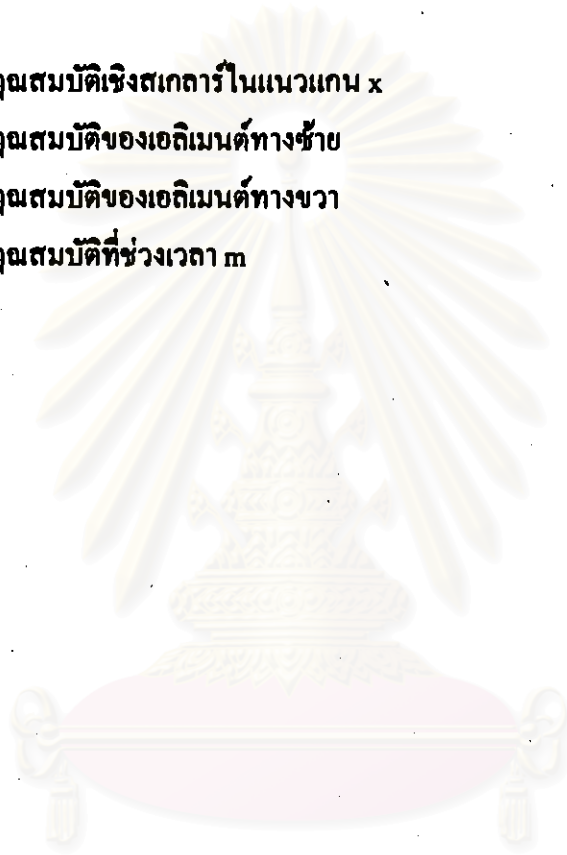 คุณสมบัติเชิงสเกลาร์ในแนวแกน x
คุณสมบัติของเอลิเมนต์ทางซ้าย
คุณสมบัติของเอลิเมนต์ทางขวา
คุณสมบัติที่ช่วงเวลา m